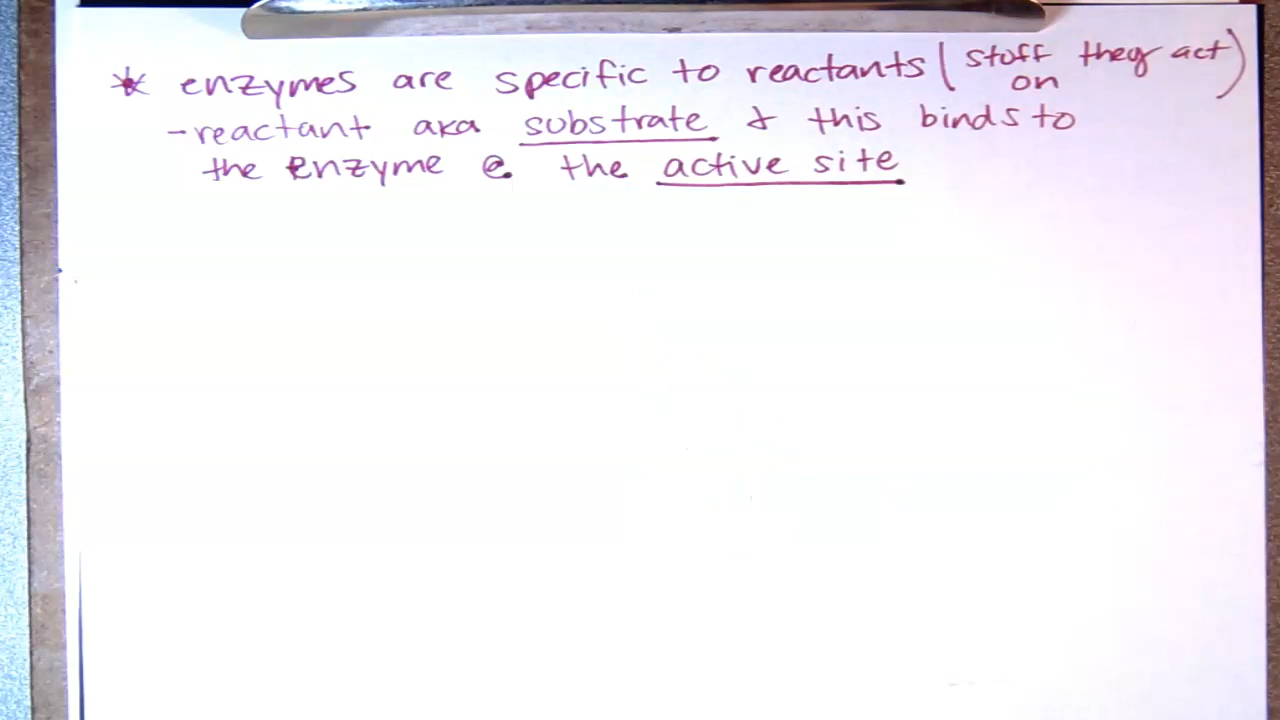 * enzymes are specific to reactants (stuff they act on)
- reactant aka substrate & this binds to
the enzyme @ the active site